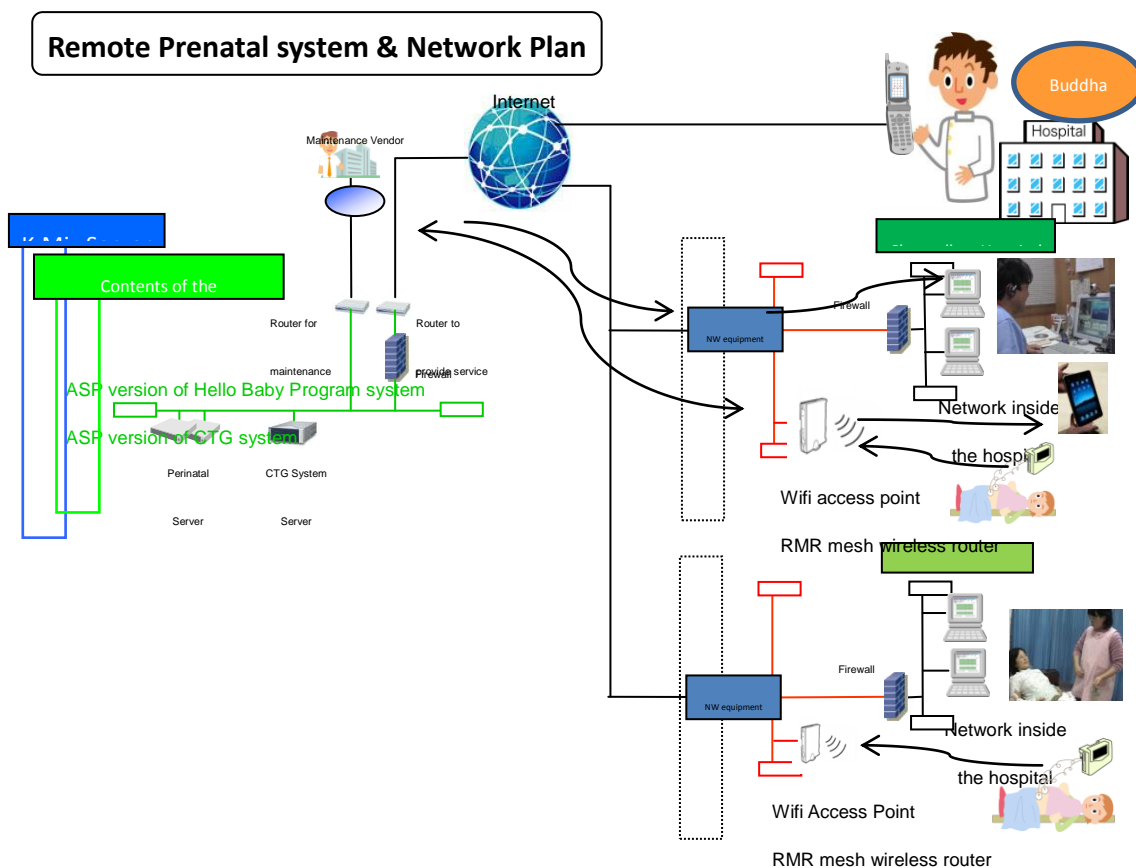 Remote Prenatal system & Network Plan
Internet
Buddha
Hospital
Maintenance Vendor
Contents of the
Router for
maintenance
Router to
provide service
Firewall
ASP version of Hello Baby Program system
ASP version of CTG system
Perinatal
Server
CTG System
Server
NW equipment
Firewall
Network inside
the hospital
Wifi access point
RMR mesh wireless router
NW equipment
Firewall
Network inside
the hospital
Wifi Access Point
RMR mesh wireless router